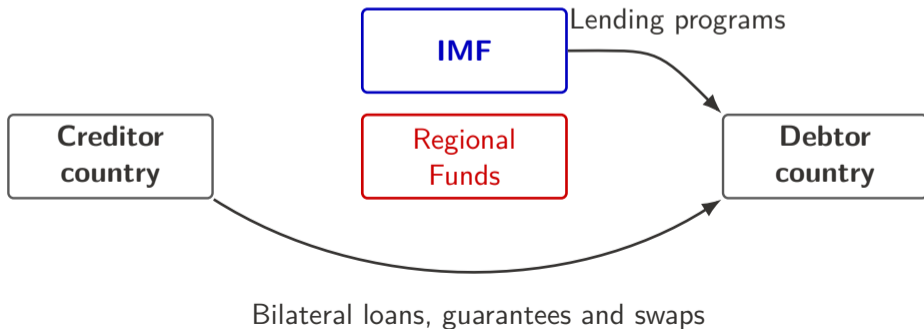 Lending programs
IMF
Creditor
country
Regional
Funds
Debtor
country
Bilateral loans, guarantees and swaps